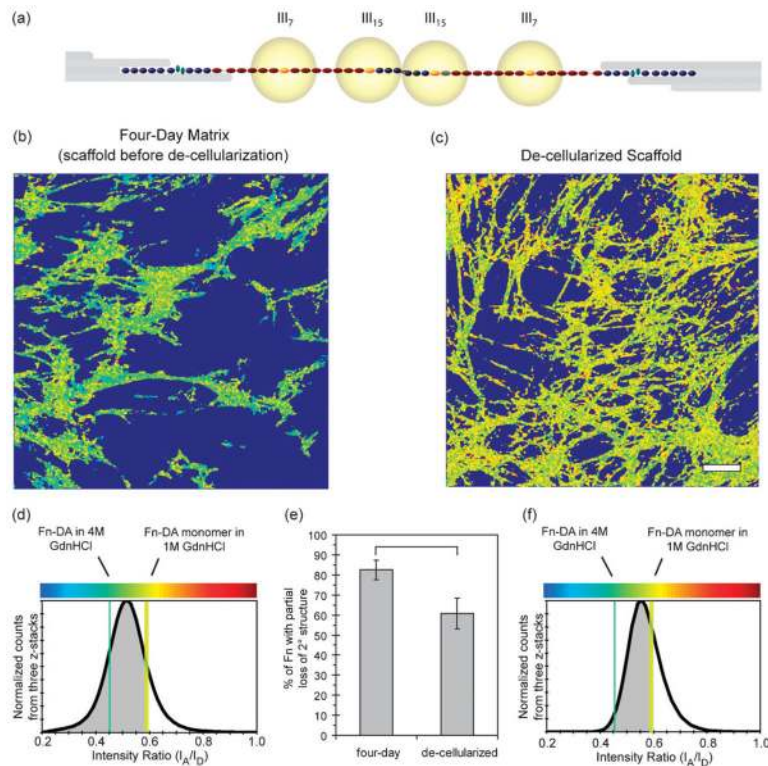 (a)
III7 III15 III15 III7
(b)
Four-Day Matrix
(scaffold before de-cellularization)
(c)
De-cellularized Scaffold
(d)
Fn-DA in 4M
GdnHCl
Fn-DA monomer in
1M GdnHCl
Normalized counts
from three z-stacks
0.2 0.4 0.6 0.8 1.0
Intensity Ratio (IA/ID)
(e)
% of Fn with partial
loss of 2° structure
100
90
80
70
60
50
40
30
20
10
0
four-day de-cellularized
(f)
Fn-DA in 4M
GdnHCl
Fn-DA monomer in
1M GdnHCl
Normalized counts
from three z-stacks
0.2 0.4 0.6 0.8 1.0
Intensity Ratio (IA/ID)